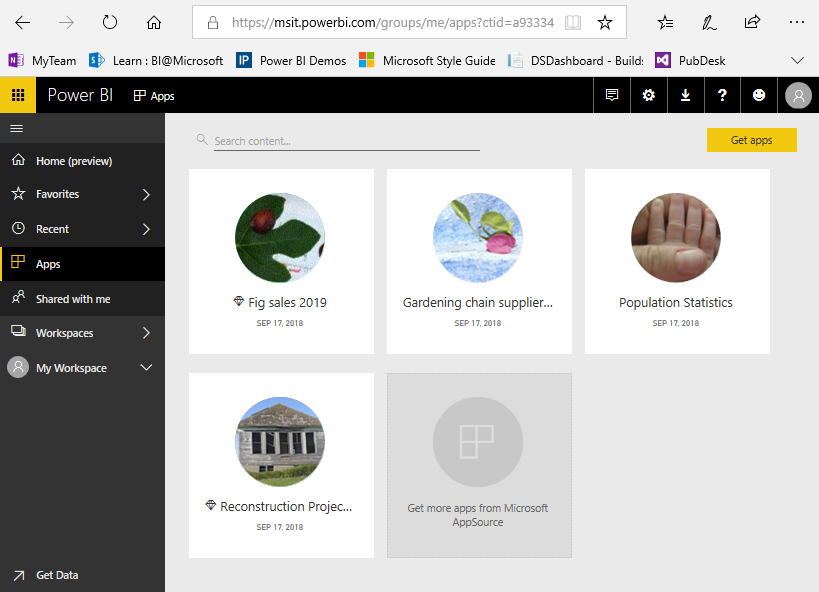 https://msit.powerbi.com/groups/me/apps?ctid=a93334
MyTeam
Learn : BI@Microsoft
IP
Power BI Demos
Microsoft Style Guide
DSDashboard - Builds
PubDesk
Power BI
Apps
Search content...
Get apps
Home (preview)
Favorites
Recent
Apps
Shared with me
Workspaces
My Workspace
Get Data
Fig sales 2019
SEP 17, 2018
Gardening chain supplier...
SEP 17, 2018
Population Statistics
SEP 17, 2018
Reconstruction Projec...
SEP 17, 2018
Get more apps from Microsoft
AppSource